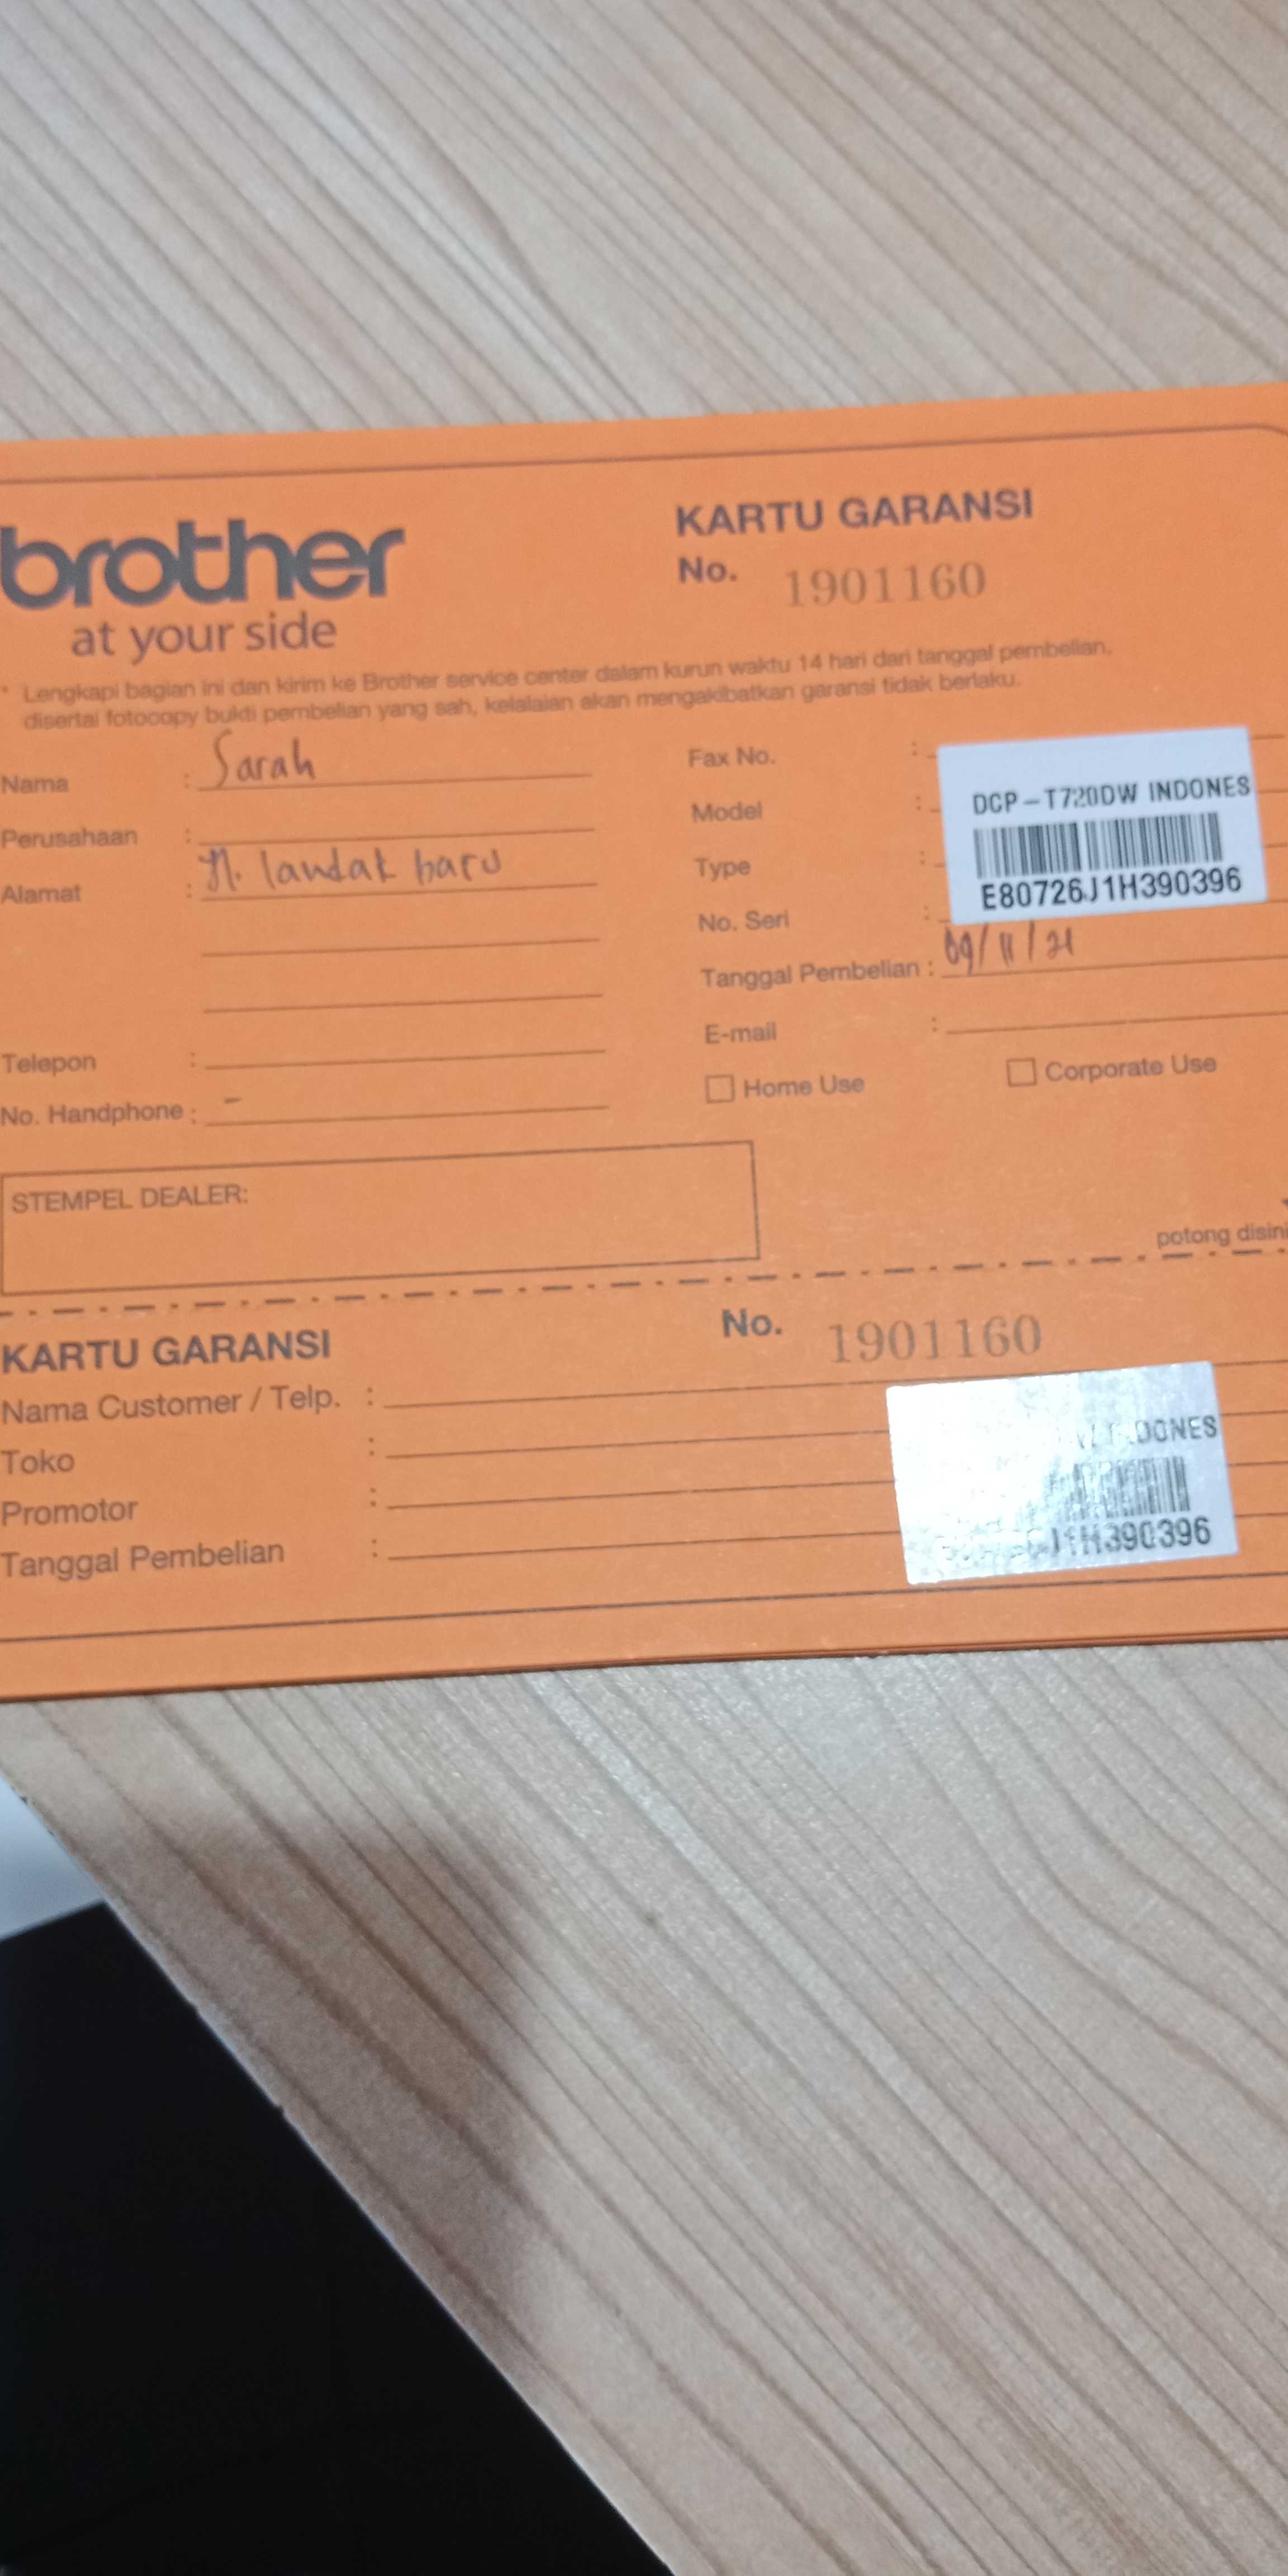 brother
at your side
KARTU GARANSI
No. 1901160
* Lengkapi bagian ini dan kirim ke Brother service center dalam kurun waktu 14 hari dari tanggal pembelian,
disertai fotocopy bukti pembelian yang sah, kelalaian akan mengakibatkan garansi tidak berlaku.
Nama : Sarah
Perusahaan :
Alamat : Jl. landak baru
Telepon :
No. Handphone : -
Fax No. :
Model :
Type :
No. Seri :
DCP-T720DW INDONES
E80726J1H390396
Tanggal Pembelian : 09/11/21
E-mail :
Home Use
Corporate Use
STEMPEL DEALER:
potong disini
KARTU GARANSI
No. 1901160
Nama Customer / Telp. :
Toko :
Promotor :
Tanggal Pembelian :
DONES
J1H390396